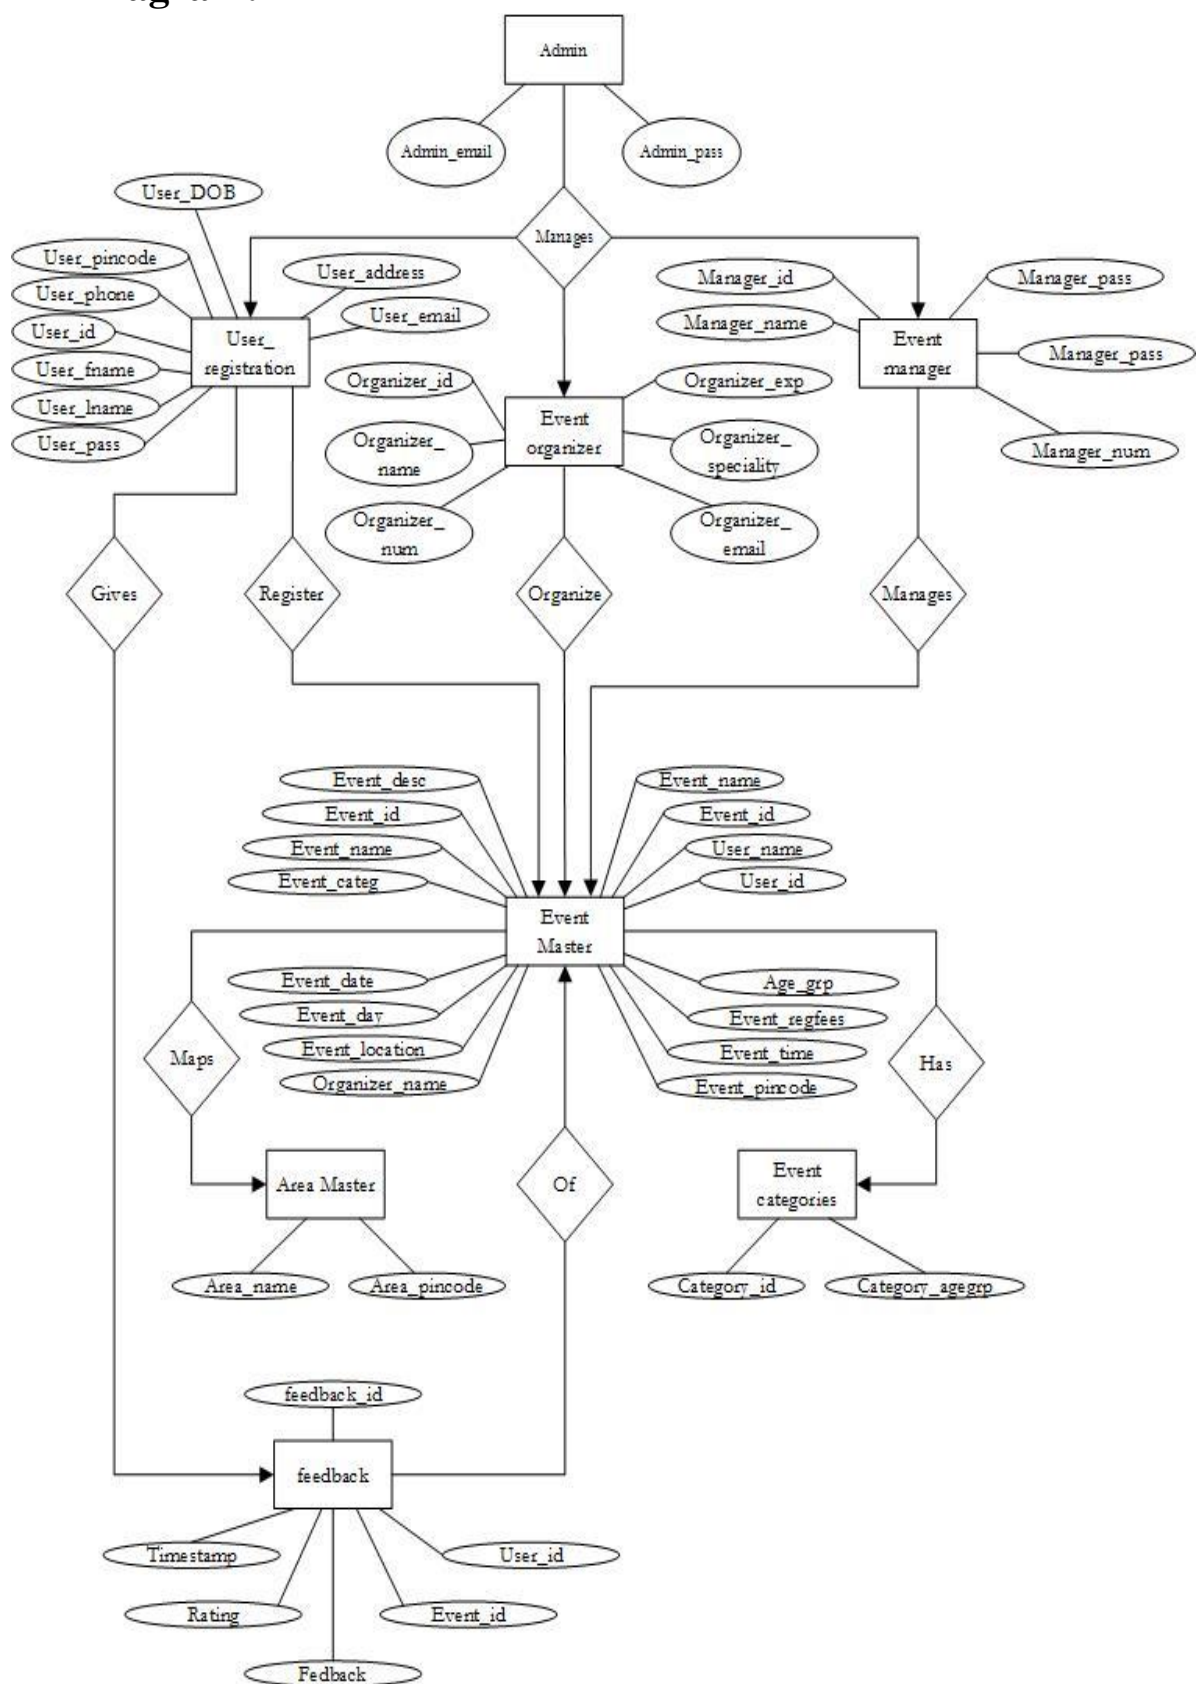 Admin
Admin_email
Admin_pass
User_DOB
Manages
User_pincode
User_address
Manager_id
Manager_pass
User_phone
User_email
Manager_name
User_id
User_
registration
Event
manager
Manager_pass
User_fname
Organizer_id
Organizer_exp
User_lname
Event
organizer
User_pass
Organizer_
name
Organizer_
speciality
Manager_num
Organizer_
num
Organizer_
email
Gives
Register
Organize
Manages
Event_desc
Event_name
Event_id
Event_id
Event_name
User_name
Event_categ
User_id
Event
Master
Event_date
Age_grp
Event_day
Event_regfees
Event_location
Event_time
Organizer_name
Event_pincode
Maps
Has
Area Master
Of
Event
categories
Area_name
Area_pincode
Category_id
Category_agegrp
feedback_id
feedback
Timestamp
User_id
Rating
Event_id
Fedback